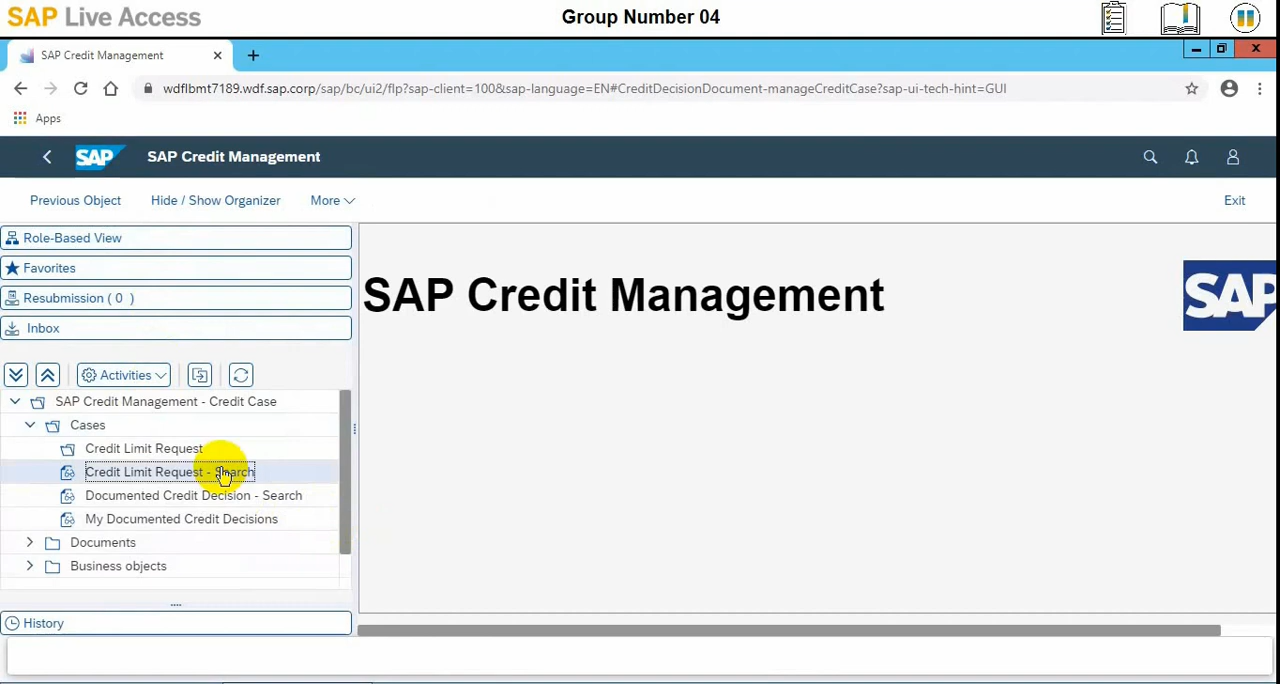 SAP Live Access
Group Number 04
SAP Credit Management
wdflbmt7189.wdf.sap.corp/sap/bc/ui2/flp?sap-client=100&sap-language=EN#CreditDecisionDocument-manageCreditCase?sap-ui-tech-hint=GUI
Apps
SAP SAP Credit Management
Previous Object Hide / Show Organizer More Exit
Role-Based View
Favorites
Resubmission ( 0 )
Inbox
SAP Credit Management
SAP
Activities
SAP Credit Management - Credit Case
Cases
Credit Limit Request
Credit Limit Request - Search
Documented Credit Decision - Search
My Documented Credit Decisions
Documents
Business objects
History